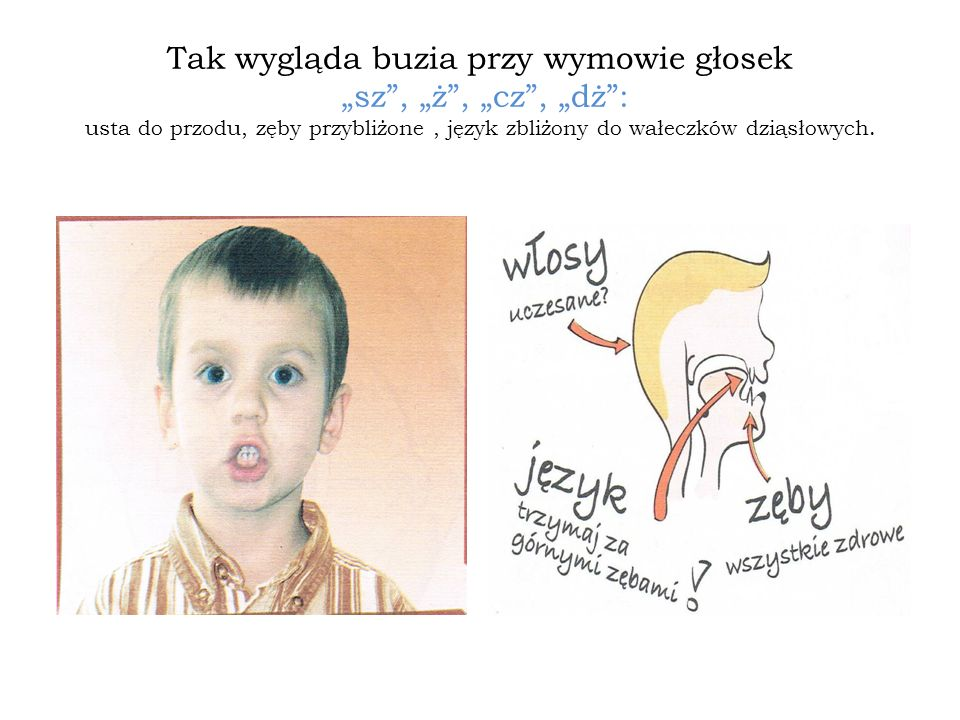 Tak wygląda buzia przy wymowie głosek
„sz”, „ż”, „cz”, „dż”:
usta do przodu, zęby przybliżone , język zbliżony do wałeczków dziąsłowych.
włosy
uczesane?
język
trzymaj za
górnymi zębami!
zęby
wszystkie zdrowe